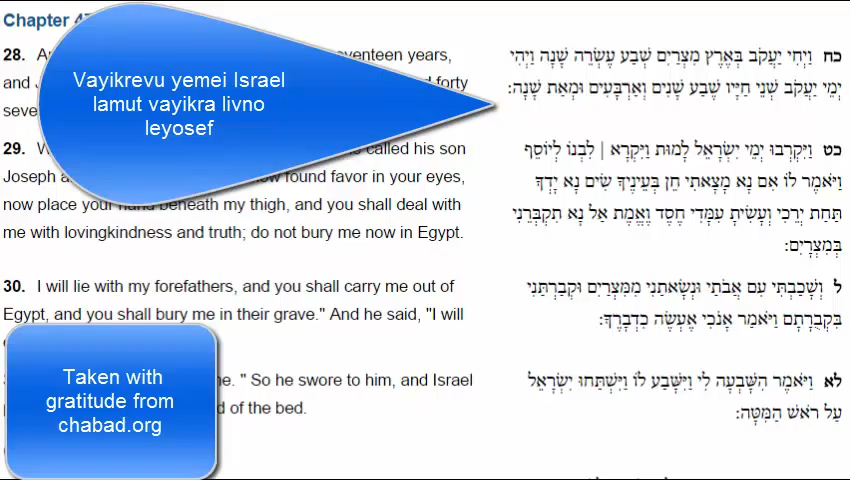 Chapter
28. seventeen years,
and forty
Vayikrevu yemei Israel
lamut vayikra livno
leyosef
29. called his son
Joseph found favor in your eyes,
now place your hand beneath my thigh, and you shall deal with
me with lovingkindness and truth; do not bury me now in Egypt.
30. I will lie with my forefathers, and you shall carry me out of
Egypt, and you shall bury me in their grave." And he said, "I will
me. " So he swore to him, and Israel
of the bed.
Taken with
gratitude from
chabad.org
כח וַיְחִי יַעֲקֹב בְּאֶרֶץ מִצְרַיִם שְׁבַע עֶשְׂרֵה שָׁנָה וַיְהִי
יְמֵי יַעֲקֹב שְׁנֵי חַיָּיו שֶׁבַע שָׁנִים וְאַרְבָּעִים וּמְאַת שָׁנָה:
כט וַיִּקְרְבוּ יְמֵי יִשְׂרָאֵל לָמוּת וַיִּקְרָא | לִבְנוֹ לְיוֹסֵף
וַיֹּאמֶר לוֹ אִם נָא מָצָאתִי חֵן בְּעֵינֶיךָ שִׂים נָא יָדְךָ
תַּחַת יְרֵכִי וְעָשִׂיתָ עִמָּדִי חֶסֶד וֶאֱמֶת אַל נָא תִקְבְּרֵנִי
בְּמִצְרָיִם:
ל וְשָׁכַבְתִּי עִם אֲבֹתַי וּנְשָׂאתַנִי מִמִּצְרַיִם וּקְבַרְתַּנִי
בִּקְבֻרָתָם וַיֹּאמַר אָנֹכִי אֶעֱשֶׂה כִדְבָרֶךָ:
לא וַיֹּאמֶר הִשָּׁבְעָה לִי וַיִּשָּׁבַע לוֹ וַיִּשְׁתַּחוּ יִשְׂרָאֵל
עַל רֹאשׁ הַמִּטָּה: